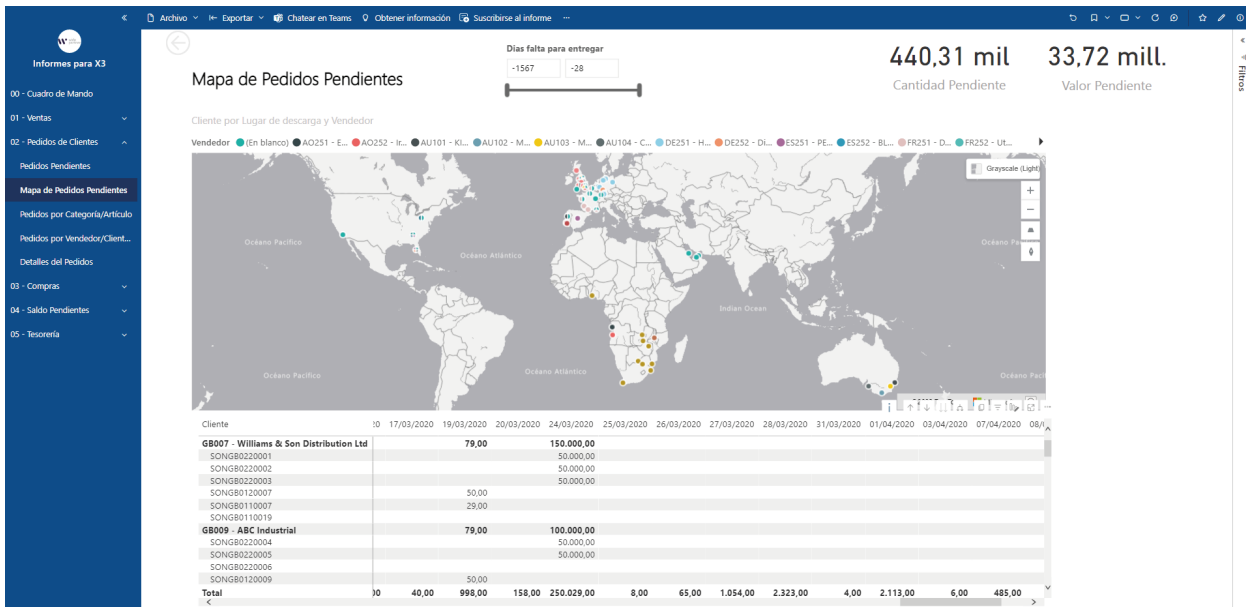 Archivo Exportar Chatear en Teams Obtener información Suscribirse al informe ...
Informes para X3
00 - Cuadro de Mando
01 - Ventas
02 - Pedidos de Clientes
Pedidos Pendientes
Mapa de Pedidos Pendientes
Pedidos por Categoría/Artículo
Pedidos por Vendedor/Client...
Detalles del Pedidos
03 - Compras
04 - Saldo Pendientes
05 - Tesorería
Mapa de Pedidos Pendientes
Días falta para entregar
-1567 -28
440,31 mil
Cantidad Pendiente
33,72 mill.
Valor Pendiente
Filtros
Cliente por Lugar de descarga y Vendedor
Vendedor (En blanco) AO251 - E... AO252 - Ir... AU101 - Kl... AU102 - M... AU103 - M... AU104 - C... DE251 - H... DE252 - Di... ES251 - PE... ES252 - BL... FR251 - D... FR252 - Ut...
Grayscale (Light)
Océano Pacífico
Océano Atlántico
Océano Pa
Indian Ocean
Océano Pacífico
Océano Atlántico
Océano Pací
Cliente 17/03/2020 19/03/2020 20/03/2020 24/03/2020 25/03/2020 26/03/2020 27/03/2020 28/03/2020 31/03/2020 01/04/2020 03/04/2020 07/04/2020
GB007 - Williams & Son Distribution Ltd 79,00 150.000,00
SONGB0220001 50.000,00
SONGB0220002 50.000,00
SONGB0220003 50.000,00
SONGB0120007 50,00
SONGB0110007 29,00
SONGB0110019
GB009 - ABC Industrial 79,00 100.000,00
SONGB0220004 50.000,00
SONGB0220005 50.000,00
SONGB0220006
SONGB0120009 50,00
Total 40,00 998,00 158,00 250.029,00 8,00 65,00 1.054,00 2.323,00 4,00 2.113,00 6,00 485,00